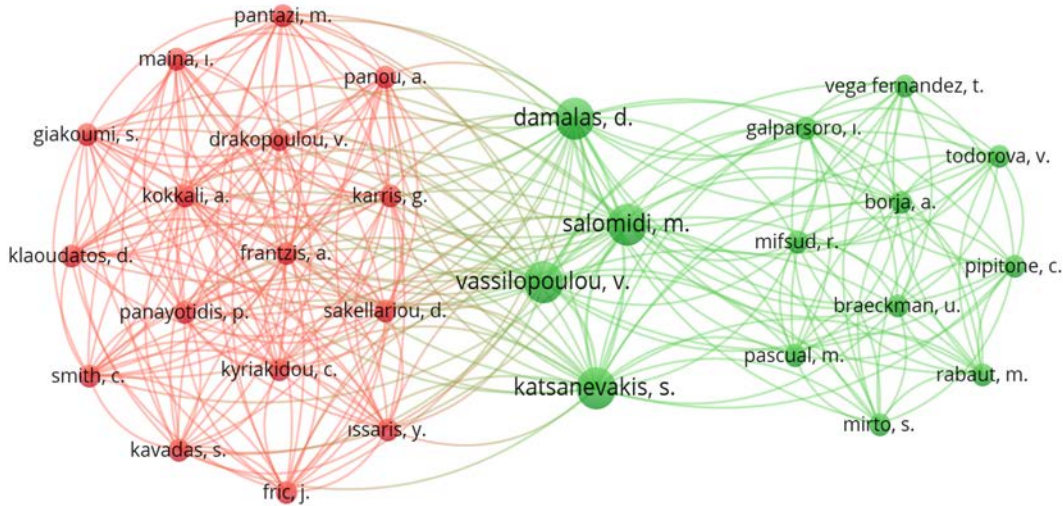 pantazi, m.
maina, ı.
panou, a.
giakoumi, s.
drakopoulou, v.
kokkali, a.
karris, g.
klaoudatos, d.
frantzis, a.
panayotidis, p.
sakellariou, d.
smith, c.
kyriakidou, c.
kavadas, s.
ıssaris, y.
fric, j.
damalas, d.
salomidi, m.
vassilopoulou, v.
katsanevakis, s.
vega fernandez, t.
galparsoro, ı.
todorova, v.
borja, a.
mifsud, r.
pipitone, c.
braeckman, u.
pascual, m.
rabaut, m.
mirto, s.